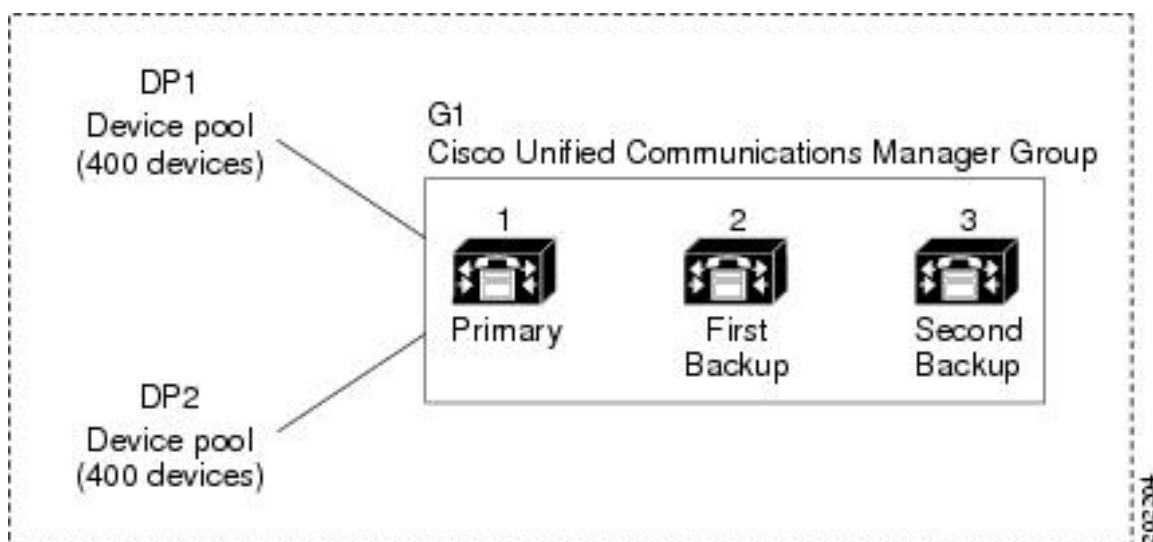 DP1
Device pool
(400 devices)
G1
Cisco Unified Communications Manager Group
1
2
3
Primary
First
Backup
Second
Backup
DP2
Device pool
(400 devices)